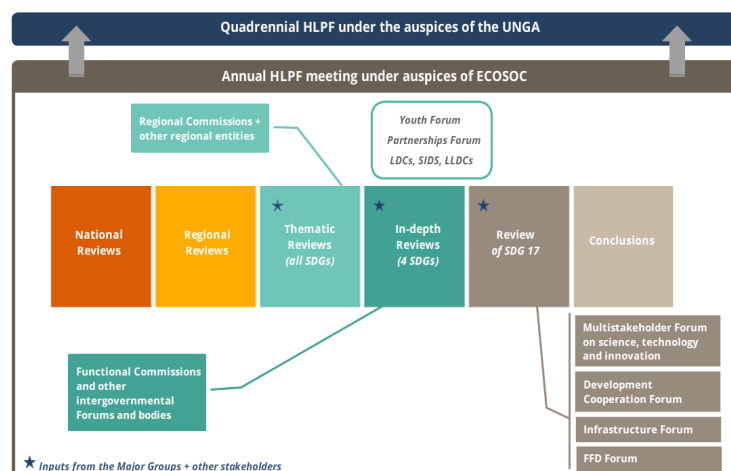 Quadrennial HLPF under the auspices of the UNGA
Annual HLPF meeting under auspices of ECOSOC
Regional Commissions +
other regional entities
Youth Forum
Partnerships Forum
LDCs, SIDS, LLDCs
National
Reviews
Regional Reviews
Thematic
Reviews
(all SDGs)
In-depth
Reviews
(4 SDGs)
Review
of SDG 17
Conclusions
Functional Commissions
and other
intergovernmental
Forums and bodies
Multistakeholder Forum
on science, technology
and innovation
Development
Cooperation Forum
Infrastructure Forum
FFD Forum
Inputs from the Major Groups + other stakeholders